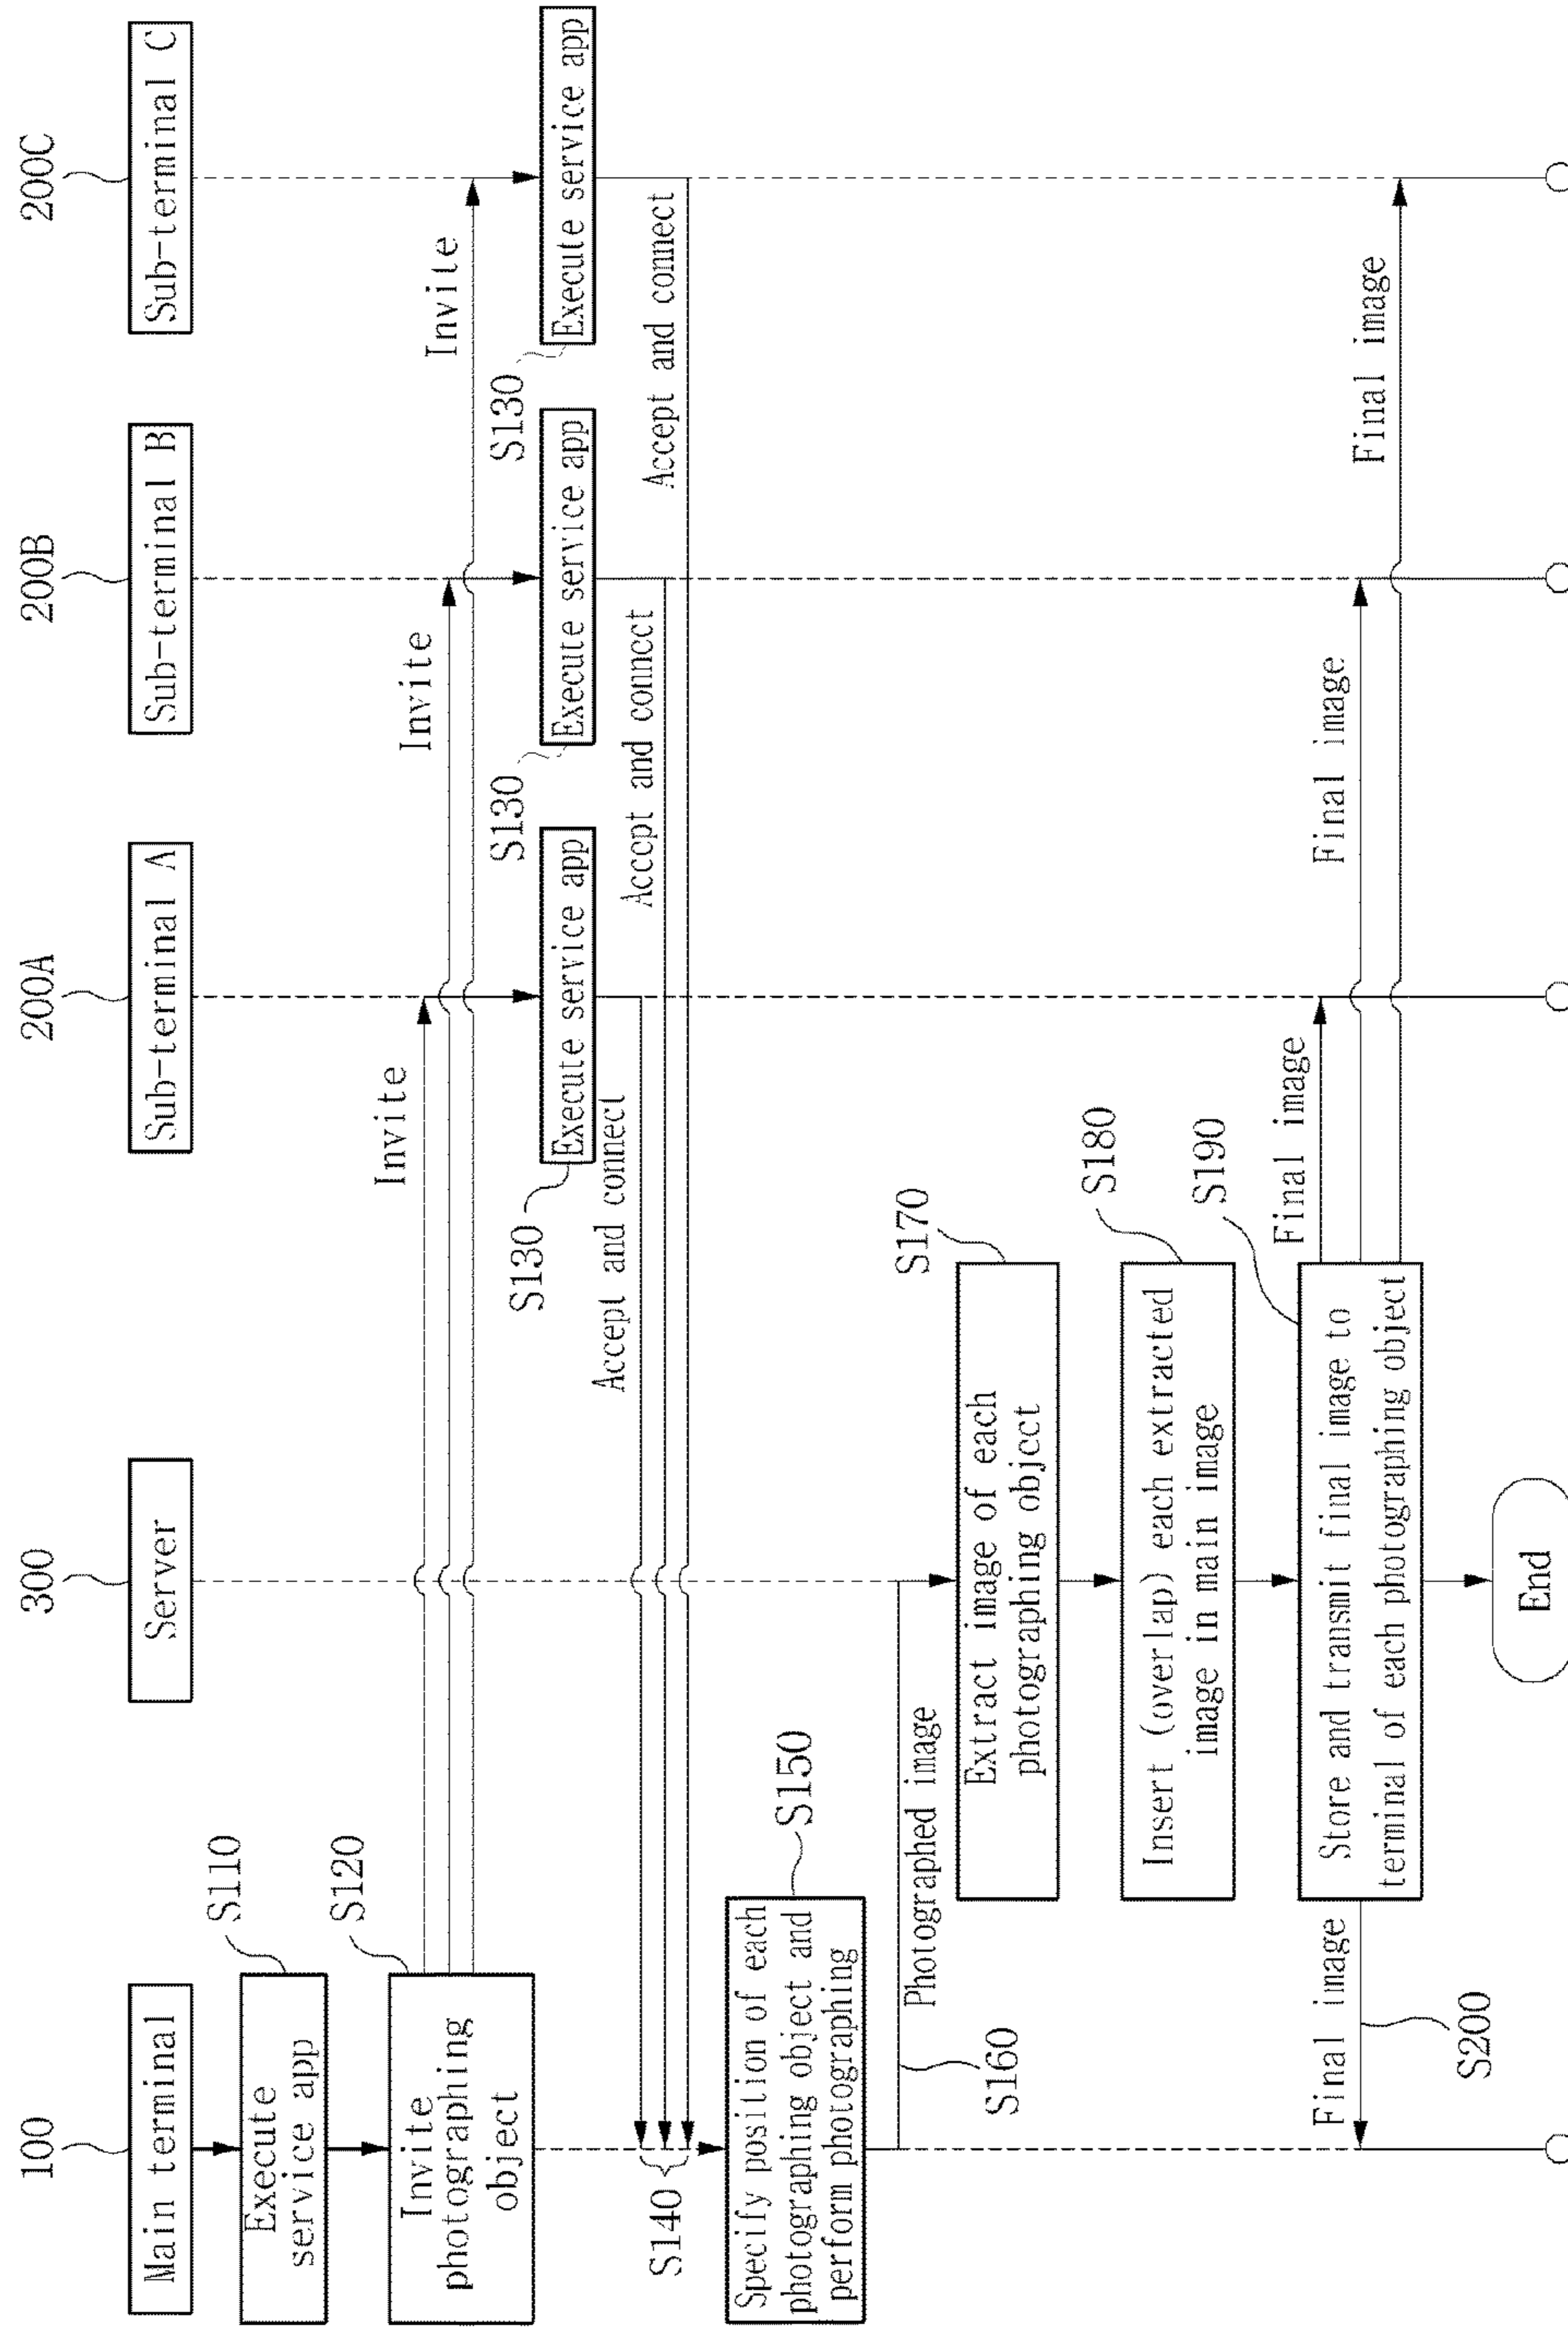 100
300
200A
200B
200C
Main terminal
Server
Sub-terminal A
Sub-terminal B
Sub-terminal C
S110
Execute
service app
S120
Invite
photographing
object
Invite
Invite
Invite
S130
Execute service app
S130
Execute service app
S130
Execute service app
Accept and connect
Accept and connect
Accept and connect
S140
S150
Specify position of each
photographing object and
perform photographing
Photographed image
S160
S170
Extract image of each
photographing object
S180
Insert (overlap) each extracted
image in main image
S190
Store and transmit final image to
terminal of each photographing object
Final image
Final image
Final image
Final image
S200
End